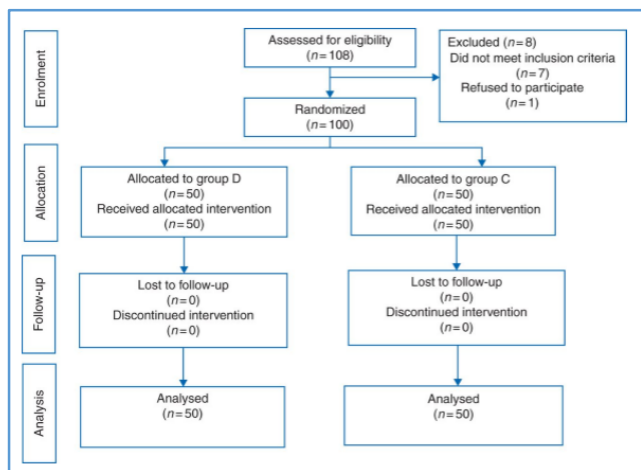 Enrolment
Assessed for eligibility
(n=108)
Excluded (n=8)
Did not meet inclusion criteria
(n=7)
Refused to participate
(n=1)
Randomized
(n=100)
Allocation
Allocated to group D
(n=50)
Received allocated intervention
(n=50)
Allocated to group C
(n=50)
Received allocated intervention
(n=50)
Follow-up
Lost to follow-up
(n=0)
Discontinued intervention
(n=0)
Lost to follow-up
(n=0)
Discontinued intervention
(n=0)
Analysis
Analysed
(n=50)
Analysed
(n=50)